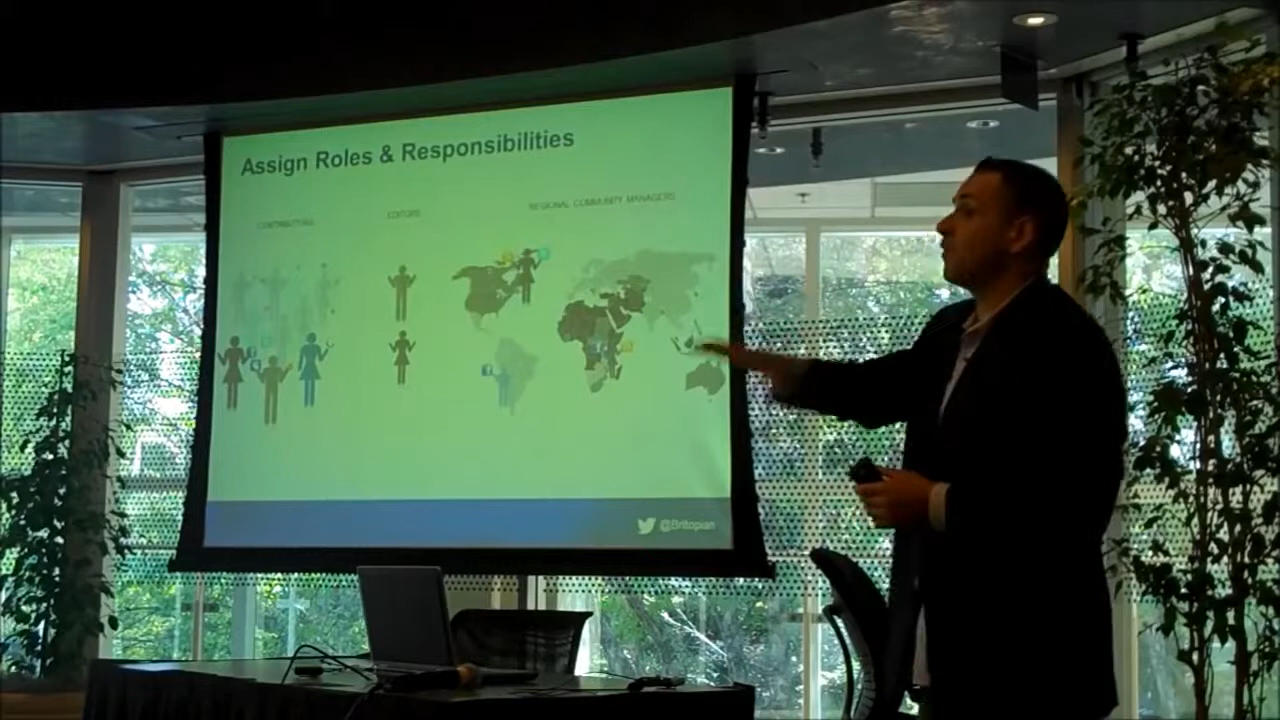 Assign Roles & Responsibilities
CONTRIBUTORS
EDITORS
REGIONAL COMMUNITY MANAGERS
@Britopian